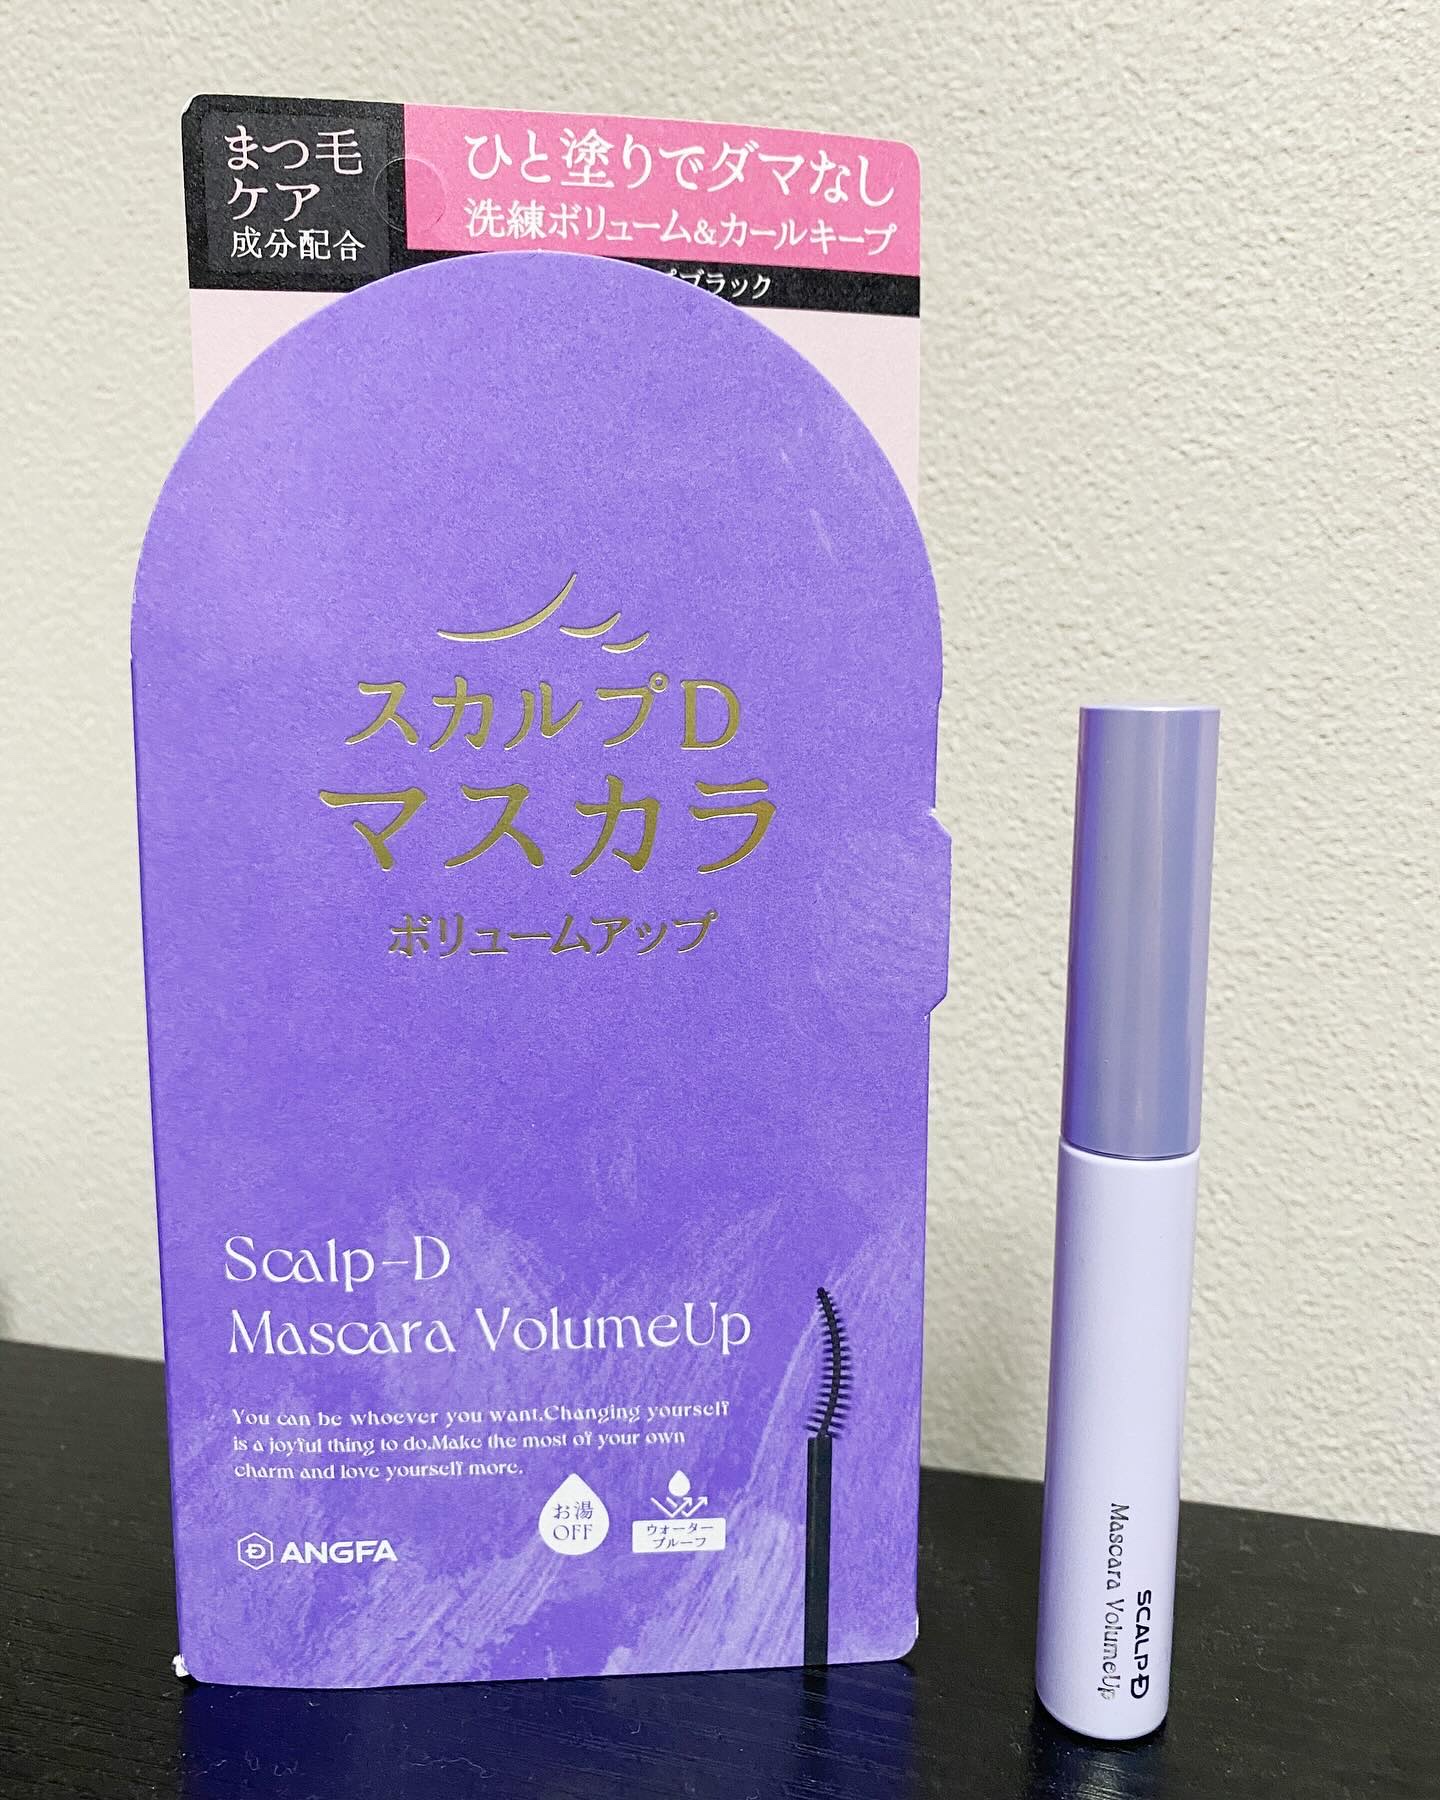 まつ毛
ケア
成分配合
ひと塗りでダマなし
洗練ボリューム&カールキープ
ブラック
スカルプD
マスカラ
ボリュームアップ
Scalp-D
Mascara VolumeUp
You can be whoever you want.Changing yourself
is a joyful thing to do.Make the most of your own
charm and love yourself more.
お湯
OFF
ウォーター
プルーフ
ANGFA
SCALP D
Mascara VolumeUp